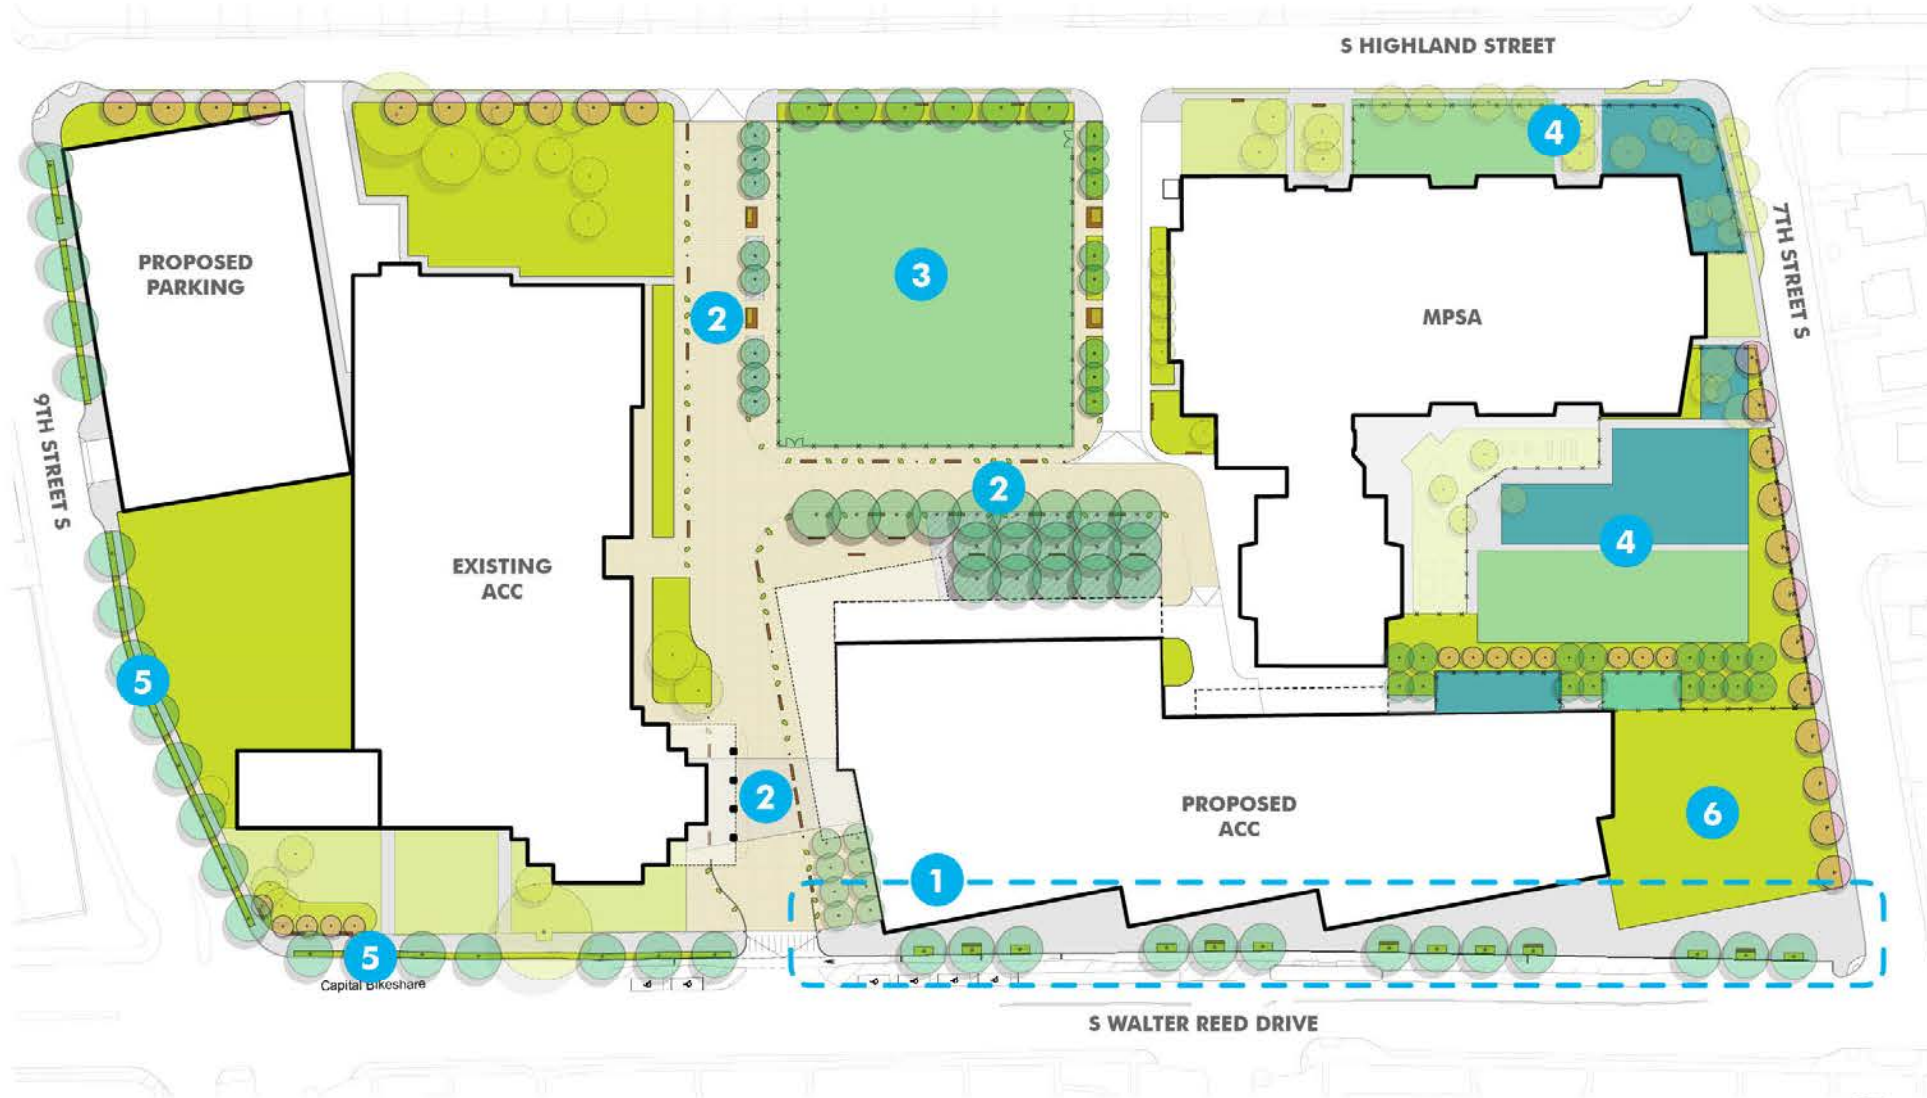 S HIGHLAND STREET
4
7TH STREET S
PROPOSED
PARKING
3
2
MPSA
9TH STREET S
2
4
EXISTING
ACC
5
2
PROPOSED
ACC
6
1
5
Capital Bikeshare
S WALTER REED DRIVE